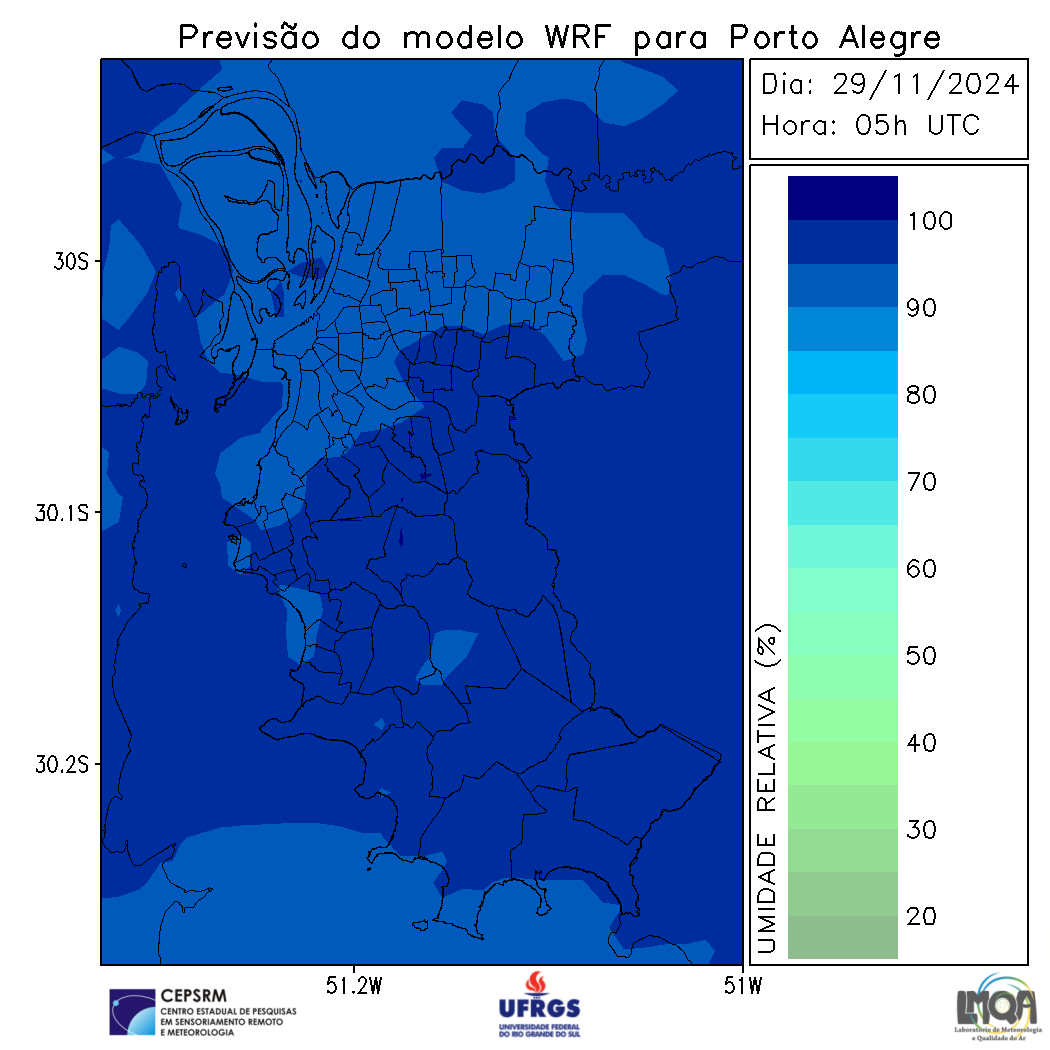 Previsão do modelo WRF para Porto Alegre
Dia: 29/11/2024
Hora: 05h UTC
30S
30.1S
30.2S
51.2W
51W
UMIDADE RELATIVA (%)
100
90
80
70
60
50
40
30
20
CEPSRM
CENTRO ESTADUAL DE PESQUISAS
EM SENSORIAMENTO REMOTO
E METEOROLOGIA
UFRGS
UNIVERSIDADE FEDERAL
DO RIO GRANDE DO SUL
LMQA
Laboratório de Meteorologia
e Qualidade do Ar